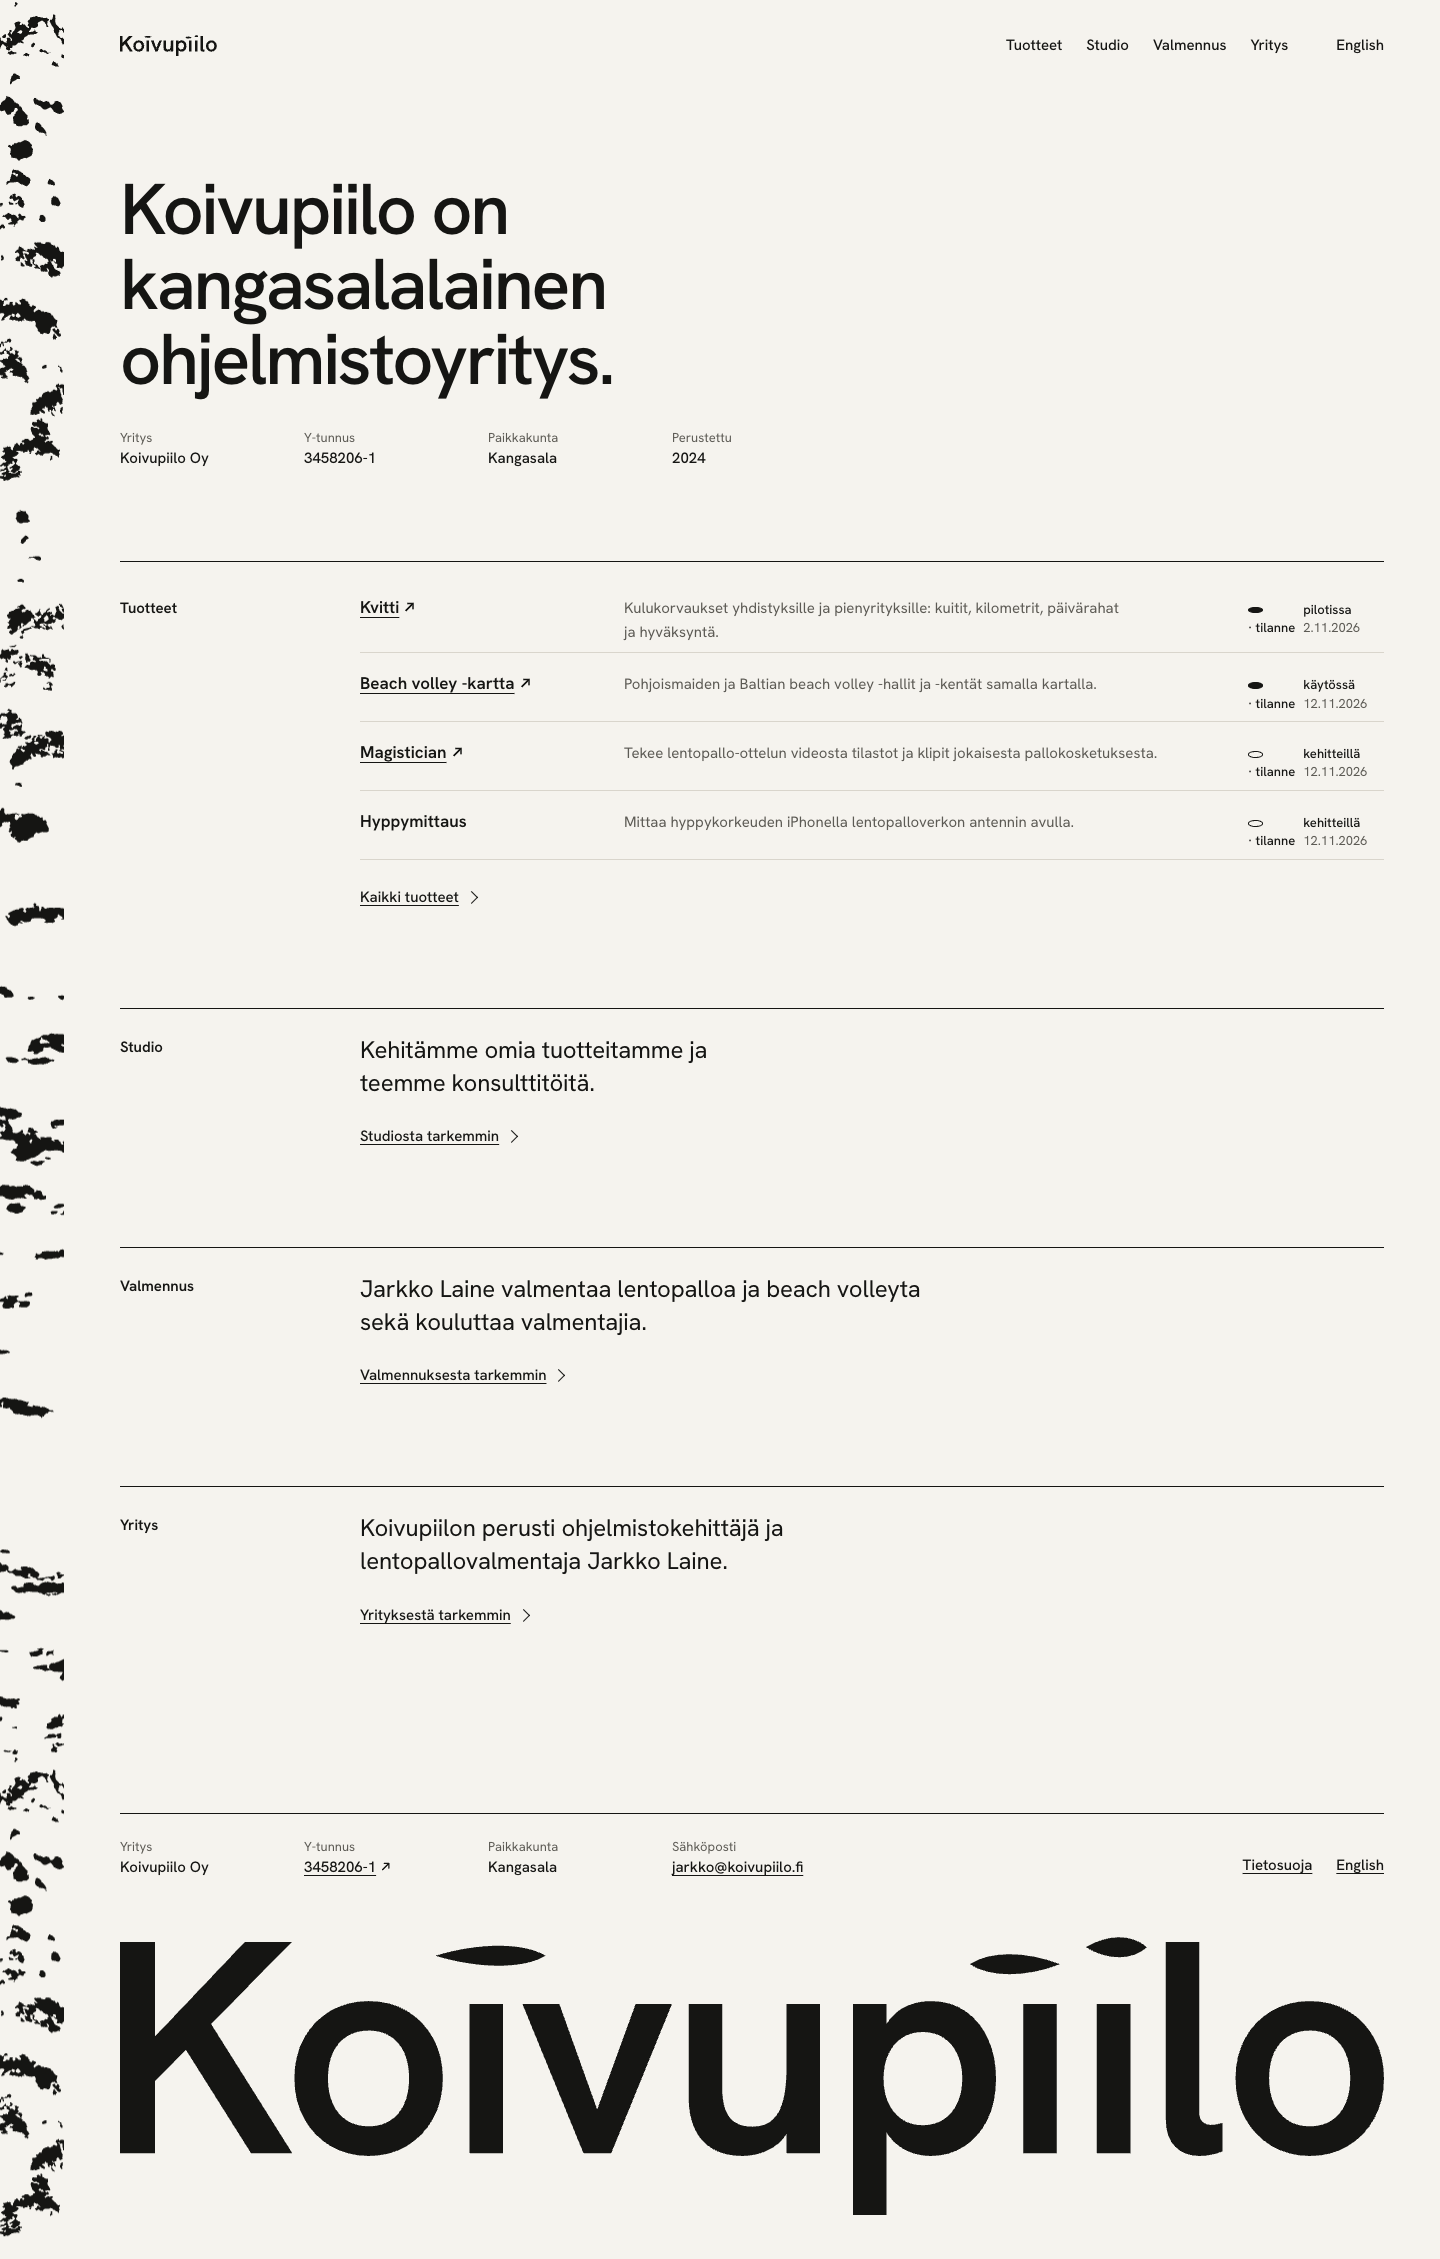 Koivupiilo
Tuotteet Studio Valmennus Yritys English
Koivupiilo on
kangasalalainen
ohjelmistoyritys.
Yritys Y-tunnus Paikkakunta Perustettu
Koivupiilo Oy 3458206-1 Kangasala 2024
Tuotteet
Kvitti ↗ Kulukorvaukset yhdistyksille ja pienyrityksille: kuitit, kilometrit, päivärahat pilotissa
ja hyväksyntä. · tilanne 2.11.2026
Beach volley -kartta ↗ Pohjoismaiden ja Baltian beach volley -hallit ja -kentät samalla kartalla. käytössä
· tilanne 12.11.2026
Magistician ↗ Tekee lentopallo-ottelun videosta tilastot ja klipit jokaisesta pallokosketuksesta. kehitteillä
· tilanne 12.11.2026
Hyppymittaus Mittaa hyppykorkeuden iPhonella lentopalloverkon antennin avulla. kehitteillä
· tilanne 12.11.2026
Kaikki tuotteet
Studio
Kehitämme omia tuotteitamme ja
teemme konsulttitöitä.
Studiosta tarkemmin
Valmennus
Jarkko Laine valmentaa lentopalloa ja beach volleyta
sekä kouluttaa valmentajia.
Valmennuksesta tarkemmin
Yritys
Koivupiilon perusti ohjelmistokehittäjä ja
lentopallovalmentaja Jarkko Laine.
Yrityksestä tarkemmin
Yritys Y-tunnus Paikkakunta Sähköposti
Koivupiilo Oy 3458206-1 ↗ Kangasala jarkko@koivupiilo.fi Tietosuoja English
Koivupiilo